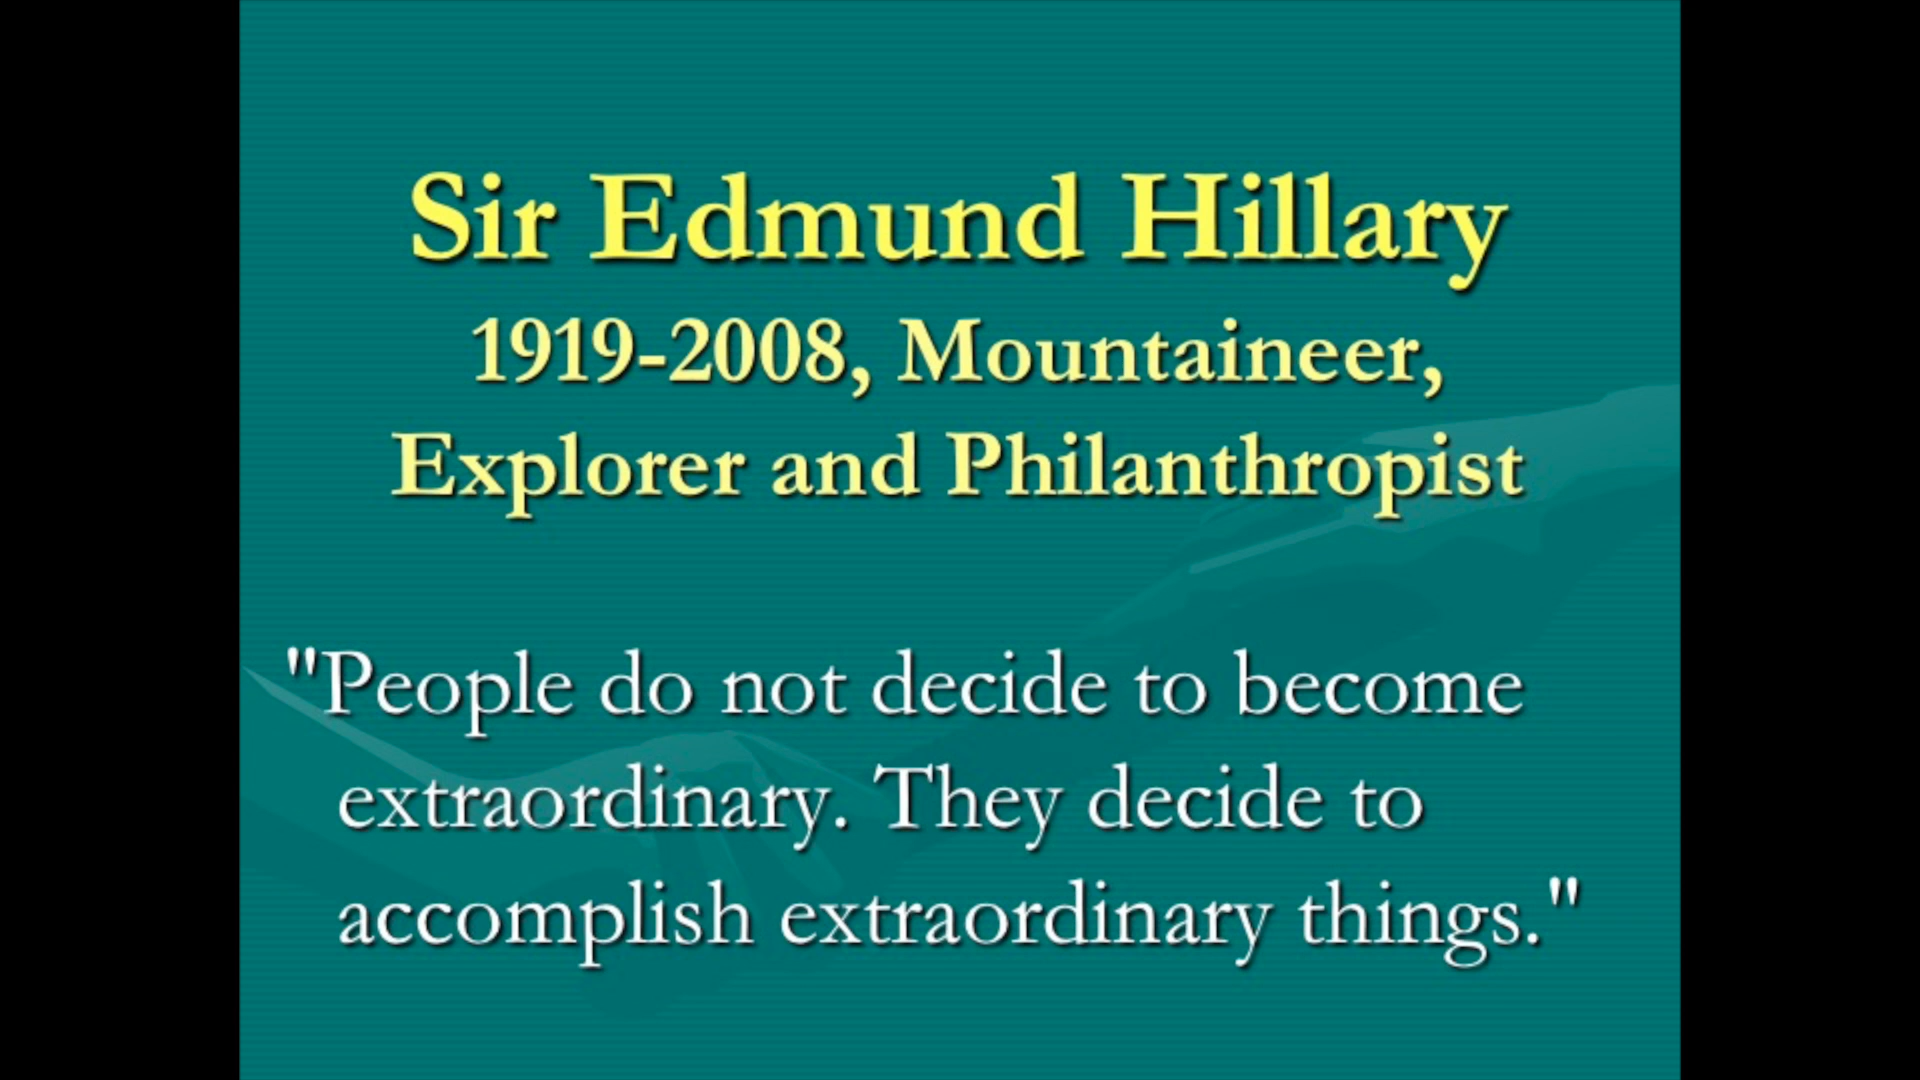 Sir Edmund Hillary
1919-2008, Mountaineer,
Explorer and Philanthropist
"People do not decide to become
extraordinary. They decide to
accomplish extraordinary things."